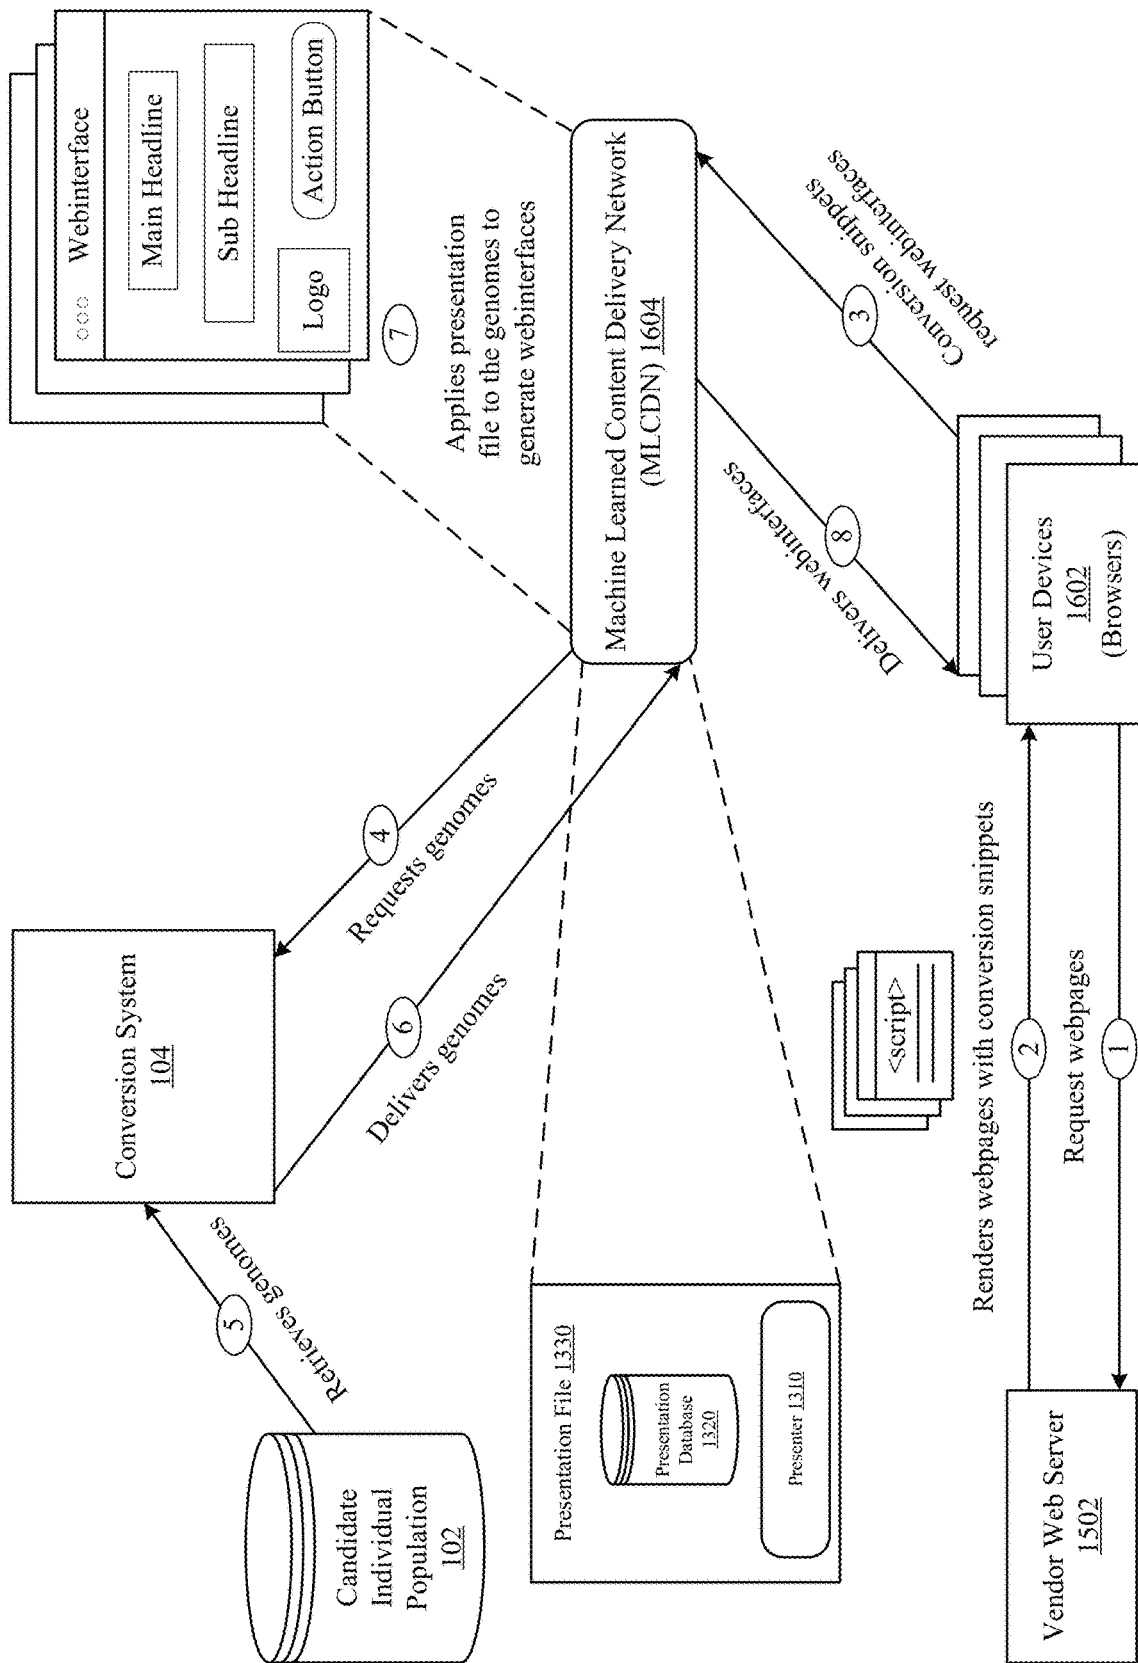 Candidate
Individual
Population
102
5
Retrieves genomes
Conversion System
104
4
Requests genomes
6
Delivers genomes
Webinterface
Main Headline
Sub Headline
Logo
Action Button
7
Applies presentation
file to the genomes to
generate webinterfaces
Machine Learned Content Delivery Network
(MLCDN) 1604
Presentation File 1330
Presentation
Database
1320
Presenter 1310
3
Conversion snippets
request webinterfaces
8
Delivers webinterfaces
<script>
Renders webpages with conversion snippets
2
Request webpages
1
Vendor Web Server
1502
User Devices
1602
(Browsers)